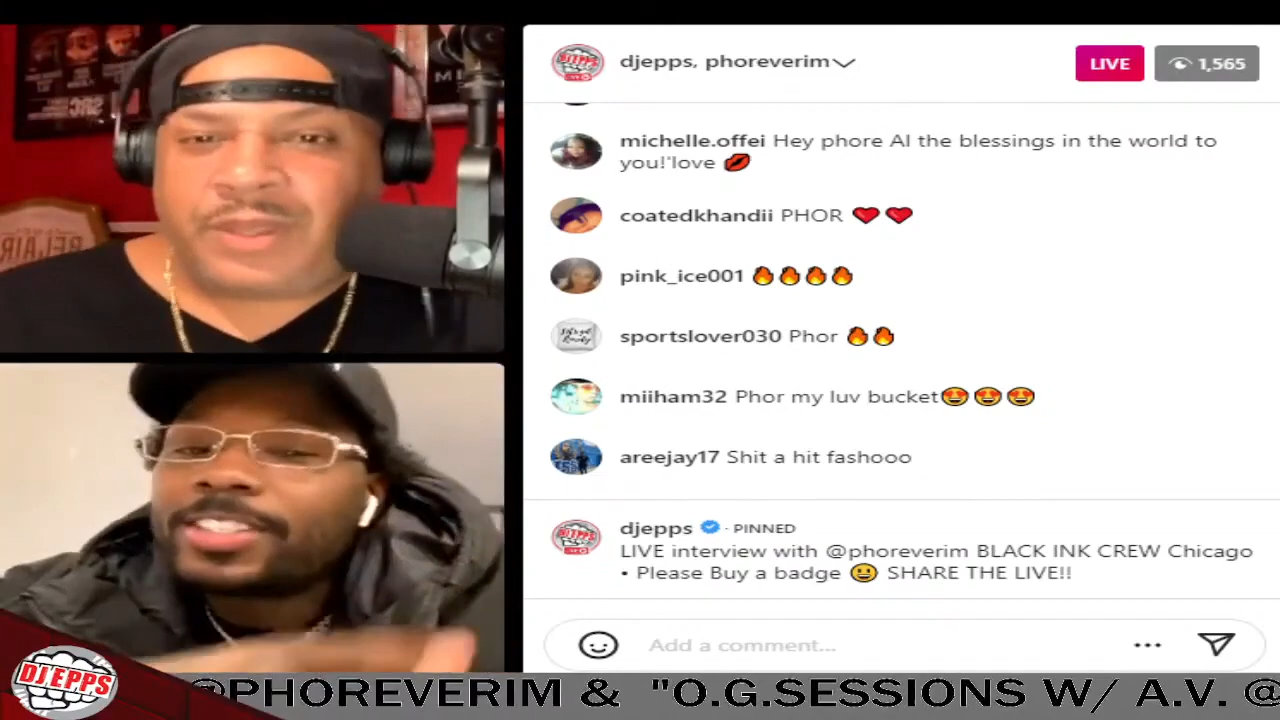 djepps, phoreverim
LIVE
1,565
michelle.offei Hey phore Al the blessings in the world to
you!'love 💋
coatedkhandii PHOR ❤️ ❤️
pink_ice001 🔥🔥🔥🔥
sportslover030 Phor 🔥🔥
miiham32 Phor my luv bucket😍😍😍
areejay17 Shit a hit fashooo
djepps · PINNED
LIVE interview with @phoreverim BLACK INK CREW Chicago
• Please Buy a badge 😀 SHARE THE LIVE!!
Add a comment...
DJ EPPS
@PHOREVERIM & "O.G.SESSIONS W/ A.V. @